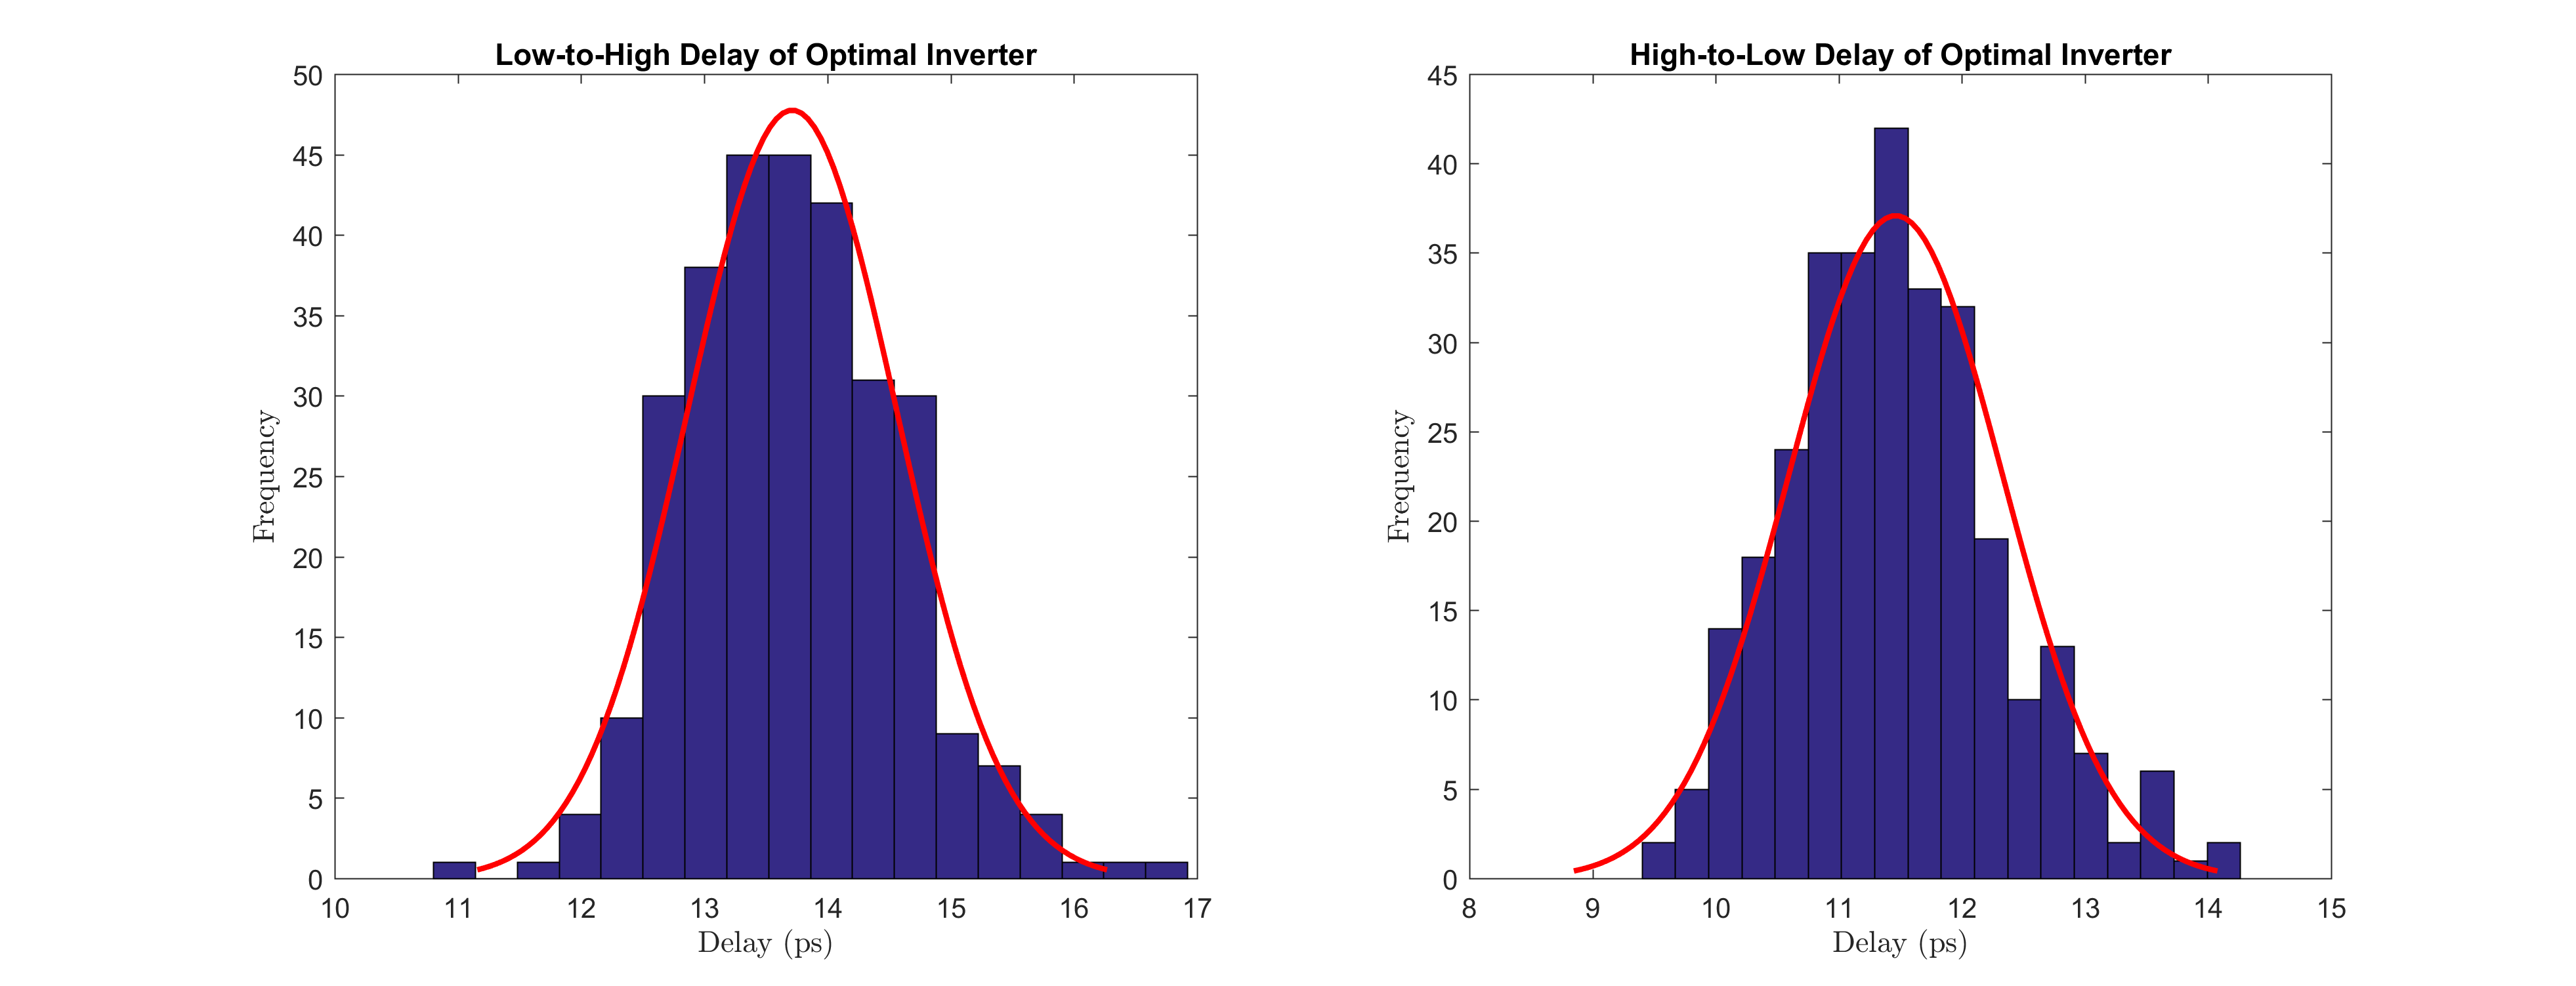 Low-to-High Delay of Optimal Inverter
50
45
40
35
30
25
20
15
10
5
0
Frequency
10 11 12 13 14 15 16 17
Delay (ps)
High-to-Low Delay of Optimal Inverter
45
40
35
30
25
20
15
10
5
0
Frequency
8 9 10 11 12 13 14 15
Delay (ps)